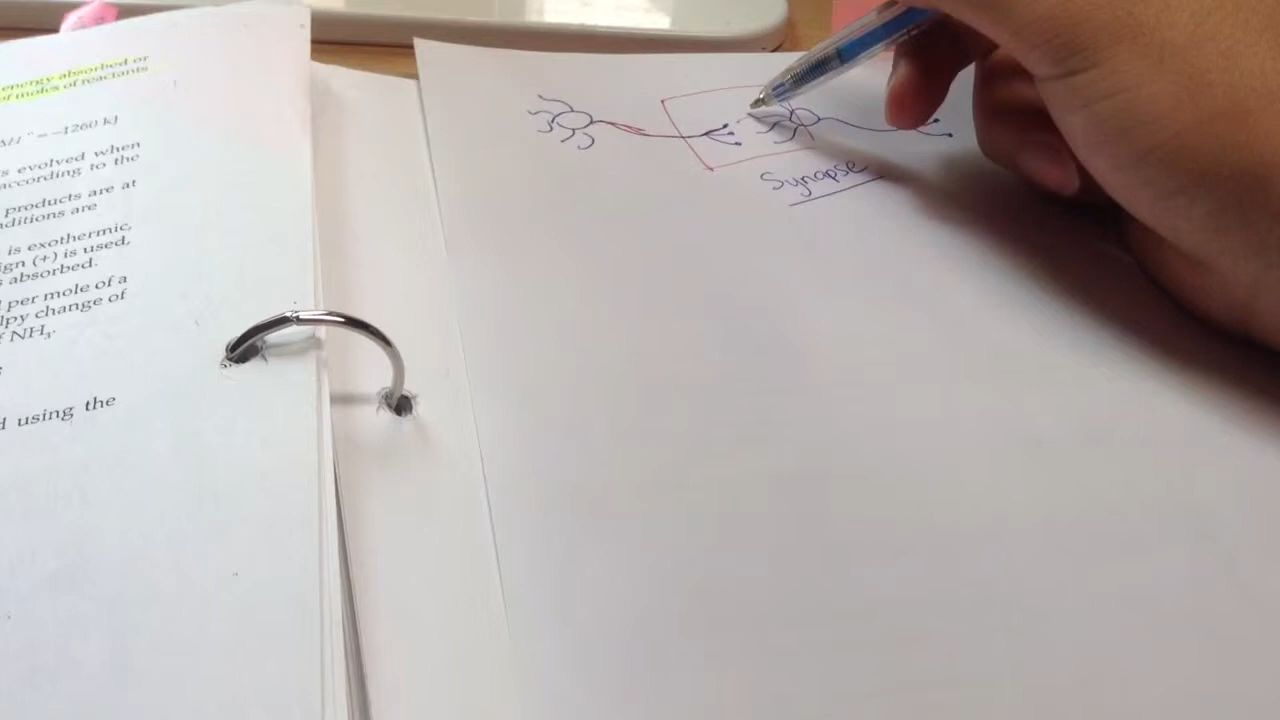 energy absorbed or
of moles of reactants
ΔH° = –1260 kJ
s evolved when
according to the
products are at
nditions are
is exothermic,
ign (+) is used,
s absorbed.
l per mole of a
lpy change of
f NH₃.
d using the
Synapse